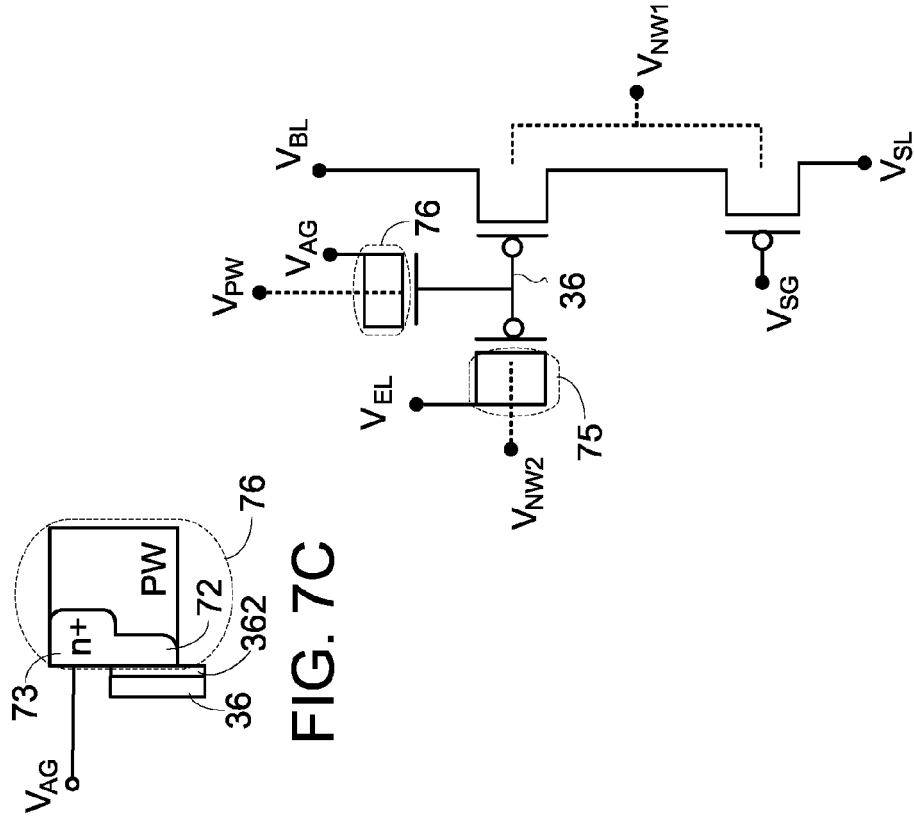 V_AG
73
n+
PW
72
362
36
76
FIG. 7C
V_PW
V_AG
76
V_BL
V_EL
V_NW2
75
36
V_NW1
V_SG
V_SL